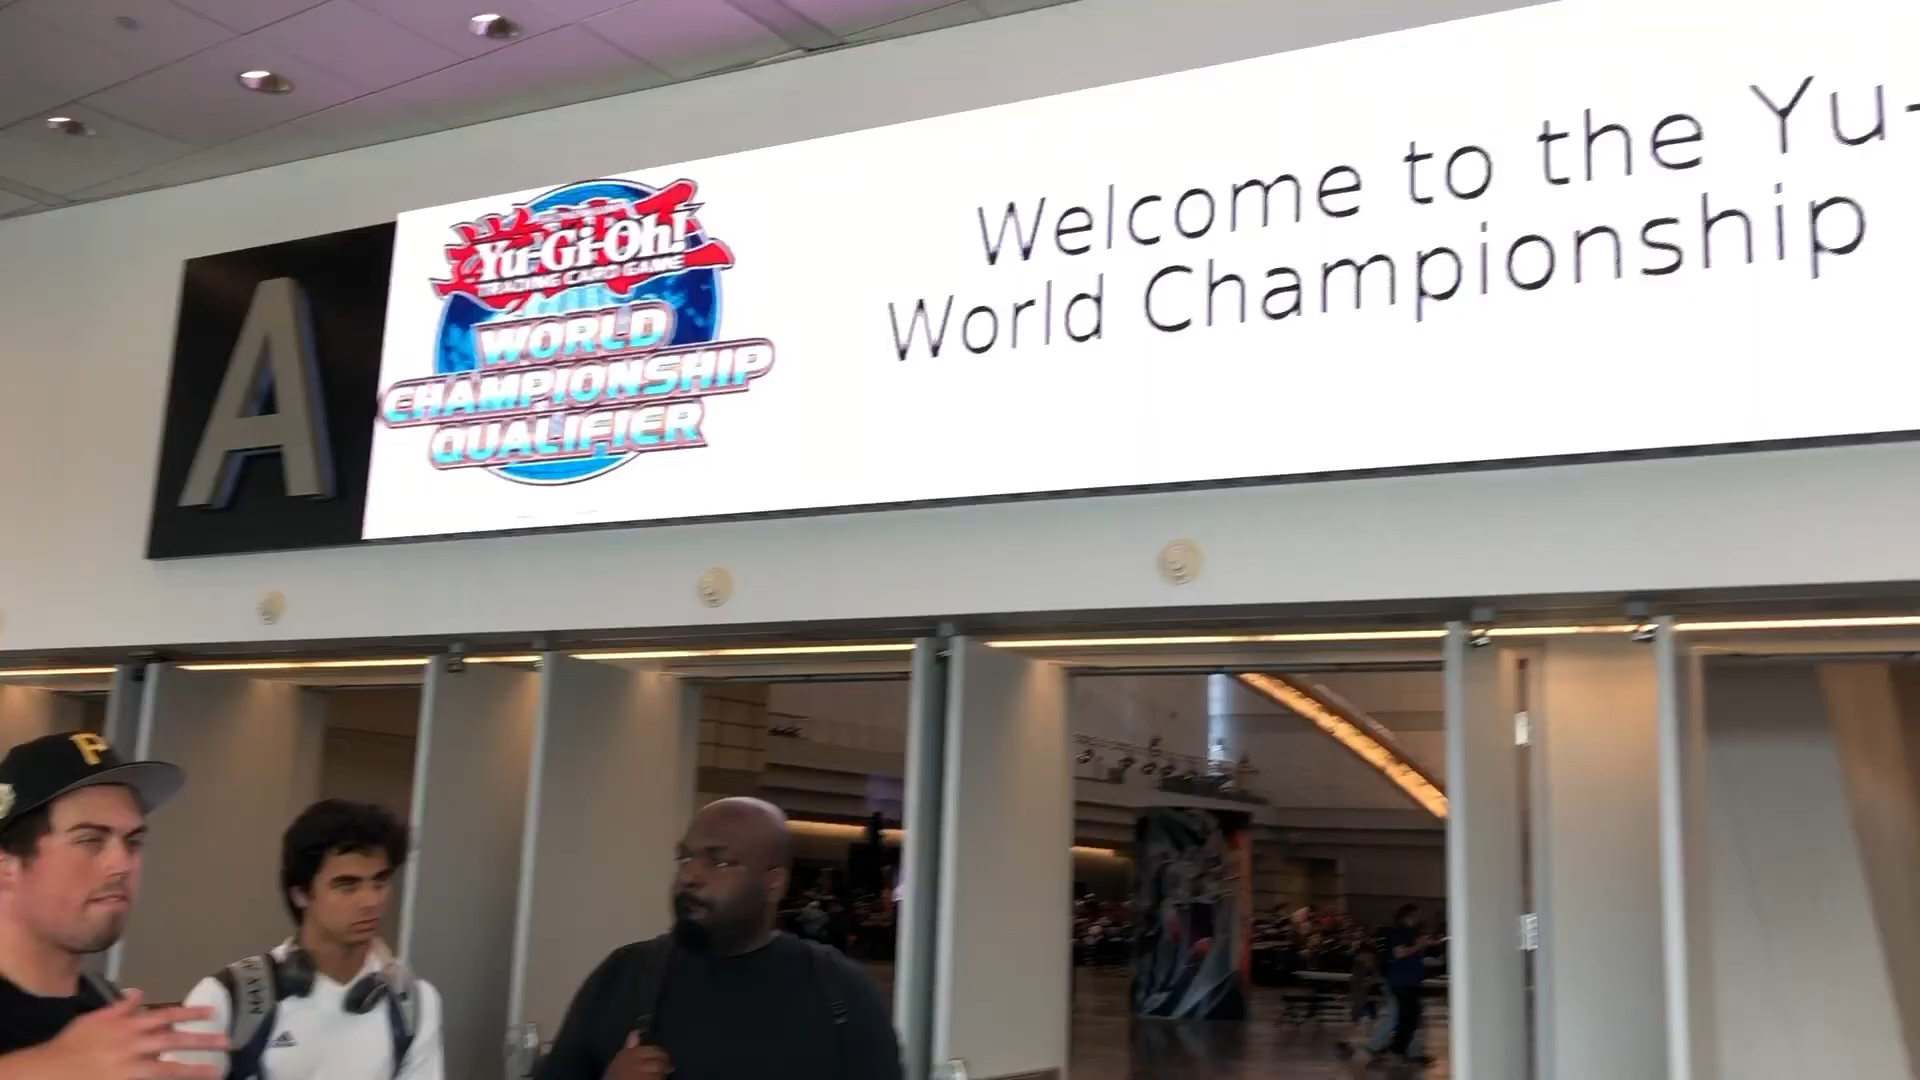 A
Yu-Gi-Oh!
TRADING CARD GAME
WORLD
CHAMPIONSHIP
QUALIFIER
Welcome to the Yu-
World Championship
P